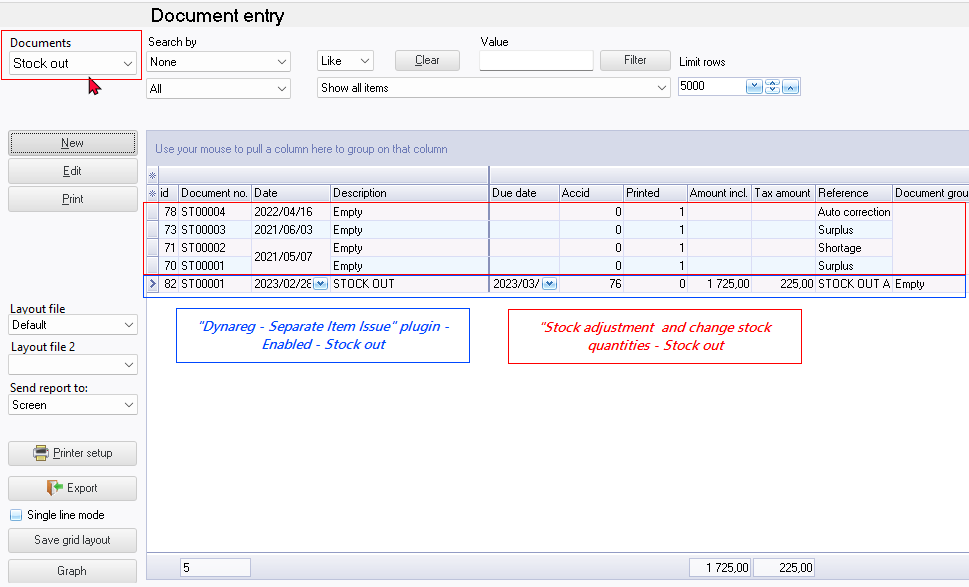 Document entry
Documents
Stock out
Search by
None
All
Like
Clear
Value
Filter
Limit rows
Show all items
5000
New
Edit
Print
Use your mouse to pull a column here to group on that column
id Document no. Date Description Due date Accid Printed Amount incl. Tax amount Reference Document grou
78 ST00004 2022/04/16 Empty 0 1 Auto correction
73 ST00003 2021/06/03 Empty 0 1 Surplus
71 ST00002 2021/05/07 Empty 0 1 Shortage
70 ST00001 Empty 0 1 Surplus
82 ST00001 2023/02/28 STOCK OUT 2023/03/ 76 0 1 725,00 225,00 STOCK OUT A Empty
"Dynareg - Separate Item Issue" plugin -
Enabled - Stock out
"Stock adjustment and change stock
quantities - Stock out
Layout file
Default
Layout file 2
Send report to:
Screen
Printer setup
Export
Single line mode
Save grid layout
Graph
5 1 725,00 225,00